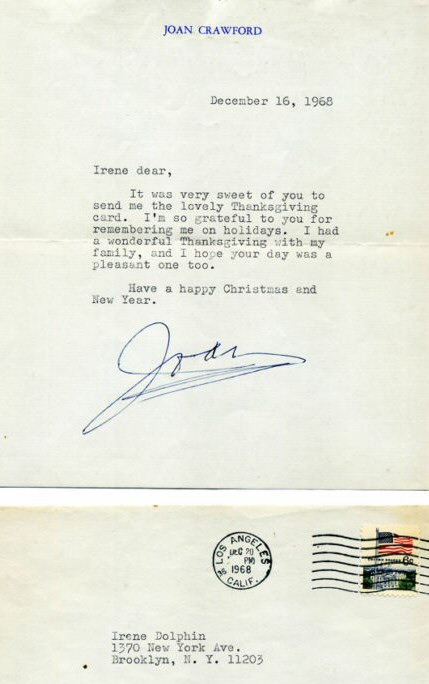 JOAN CRAWFORD
December 16, 1968
Irene dear,
It was very sweet of you to
send me the lovely Thanksgiving
card. I'm so grateful to you for
remembering me on holidays. I had
a wonderful Thanksgiving with my
family, and I hope your day was a
pleasant one too.
Have a happy Christmas and
New Year.
Joan
LOS ANGELES
DEC 20
PM
1968
CALIF.
6c
Irene Dolphin
1370 New York Ave.
Brooklyn, N. Y. 11203